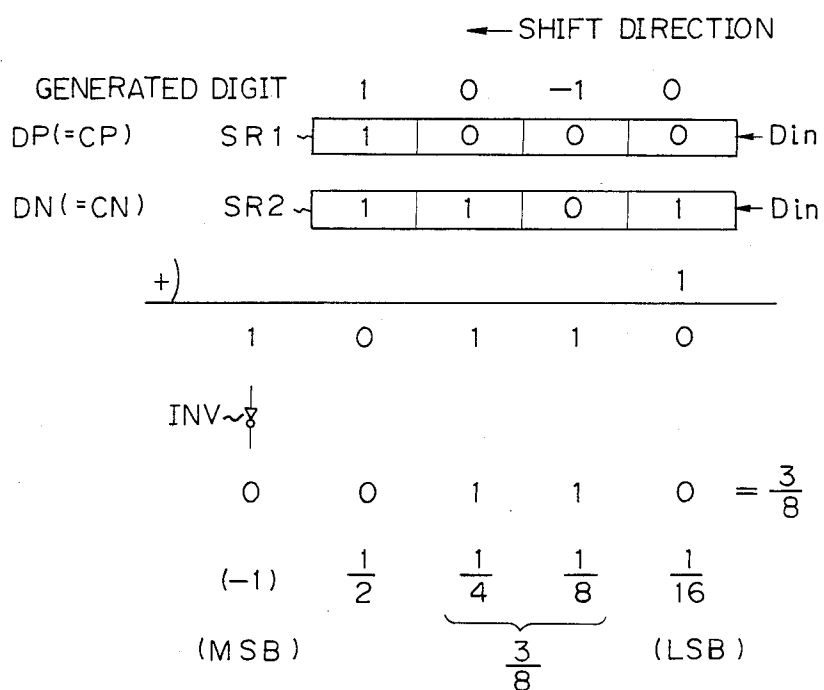 ← SHIFT DIRECTION
GENERATED DIGIT 1 0 −1 0
DP(=CP) SR1 1 0 0 0 ← Din
DN(=CN) SR2 1 1 0 1 ← Din
+) 1
1 0 1 1 0
INV
0 0 1 1 0 = 3/8
(−1) 1/2 1/4 1/8 1/16
(MSB) 3/8 (LSB)